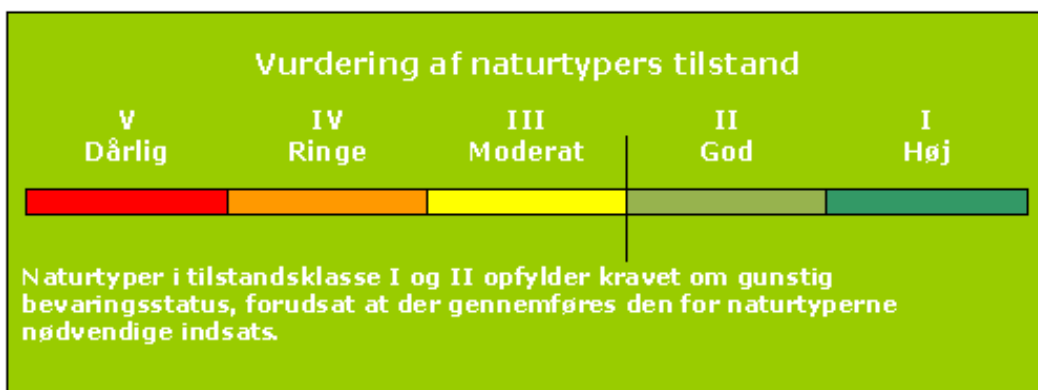 Vurdering af naturtypers tilstand
V IV III II I
Dårlig Ringe Moderat God Høj
Naturtyper i tilstandsklasse I og II opfylder kravet om gunstig
bevaringsstatus, forudsat at der gennemføres den for naturtyperne
nødvendige indsats.